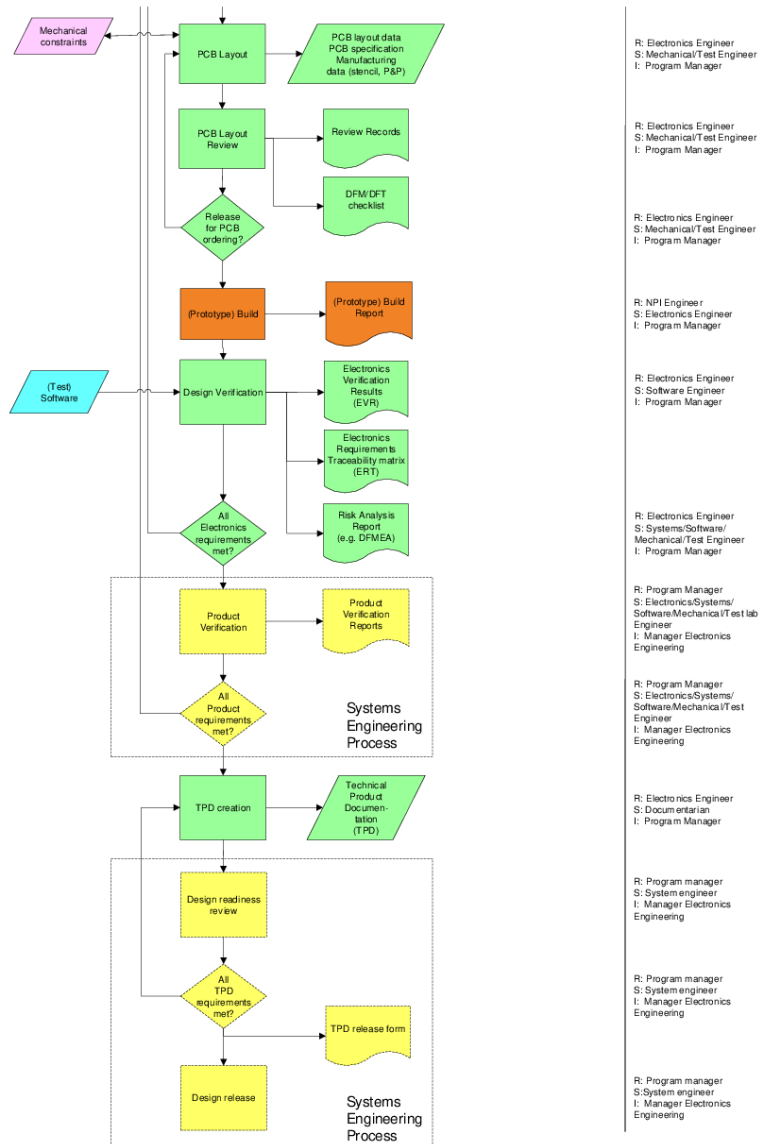 Mechanical
constraints
PCB Layout
PCB layout data
PCB specification
Manufacturing
data (stencil, P&P)
R: Electronics Engineer
S: Mechanical/Test Engineer
I: Program Manager
PCB Layout
Review
Review Records
R: Electronics Engineer
S: Mechanical/Test Engineer
I: Program Manager
DFM/DFT
checklist
Release
for PCB
ordering?
R: Electronics Engineer
S: Mechanical/Test Engineer
I: Program Manager
(Prototype) Build
(Prototype) Build
Report
R: NPI Engineer
S: Electronics Engineer
I: Program Manager
(Test)
Software
Design Verification
Electronics
Verification
Results
(EVR)
R: Electronics Engineer
S: Software Engineer
I: Program Manager
Electronics
Requirements
Traceability matrix
(ERT)
All
Electronics
requirements
met?
Risk Analysis
Report
(e.g. DFMEA)
R: Electronics Engineer
S: Systems/Software/
Mechanical/Test Engineer
I: Program Manager
Product
Verification
Product
Verification
Reports
R: Program Manager
S: Electronics/Systems/
Software/Mechanical/Test lab
Engineer
I: Manager Electronics
Engineering
All
Product
requirements
met?
Systems
Engineering
Process
R: Program Manager
S: Electronics/Systems/
Software/Mechanical/Test
Engineer
I: Manager Electronics
Engineering
TPD creation
Technical
Product
Documen-
tation
(TPD)
R: Electronics Engineer
S: Documentarian
I: Program Manager
Design readiness
review
R: Program manager
S: System engineer
I: Manager Electronics
Engineering
All
TPD
requirements
met?
R: Program manager
S: System engineer
I: Manager Electronics
Engineering
TPD release form
Design release
Systems
Engineering
Process
R: Program manager
S:System engineer
I: Manager Electronics
Engineering